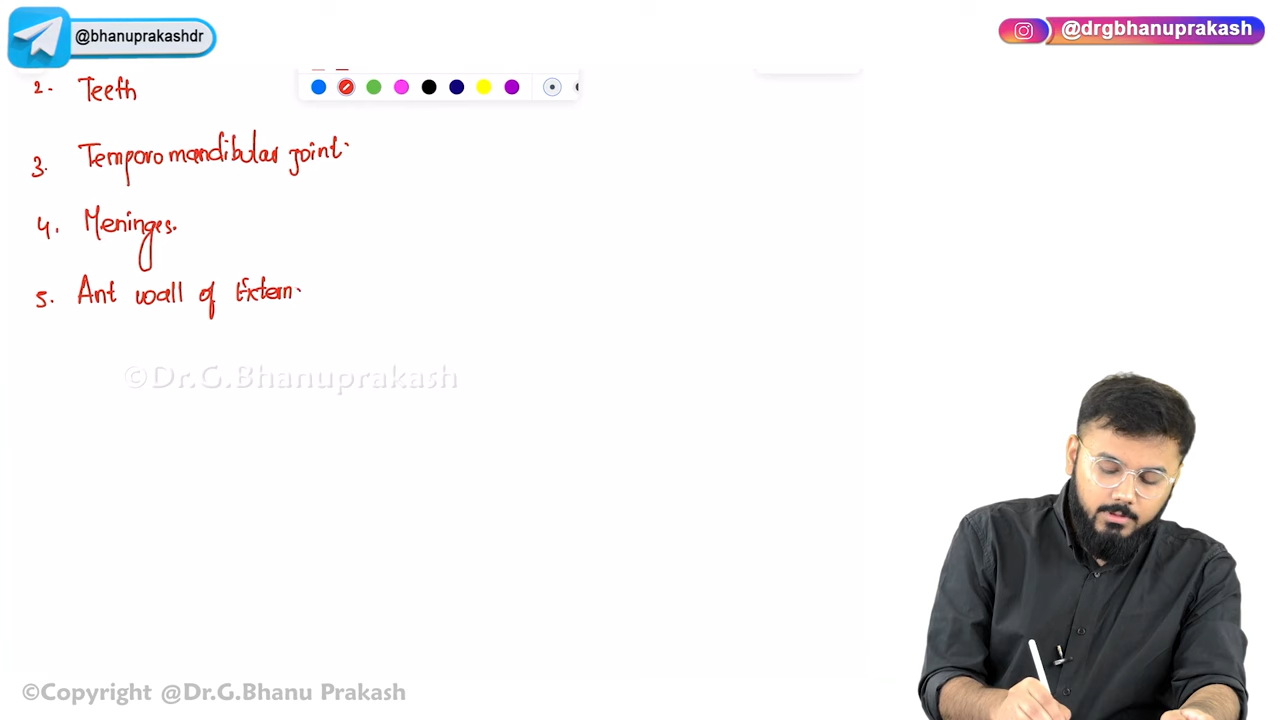 @bhanuprakashdr
@drgbhanuprakash
2. Teeth
3. Temporomandibular joint.
4. Meninges.
5. Ant wall of Extern.
©Dr.G.Bhanuprakash
©Copyright @Dr.G.Bhanu Prakash